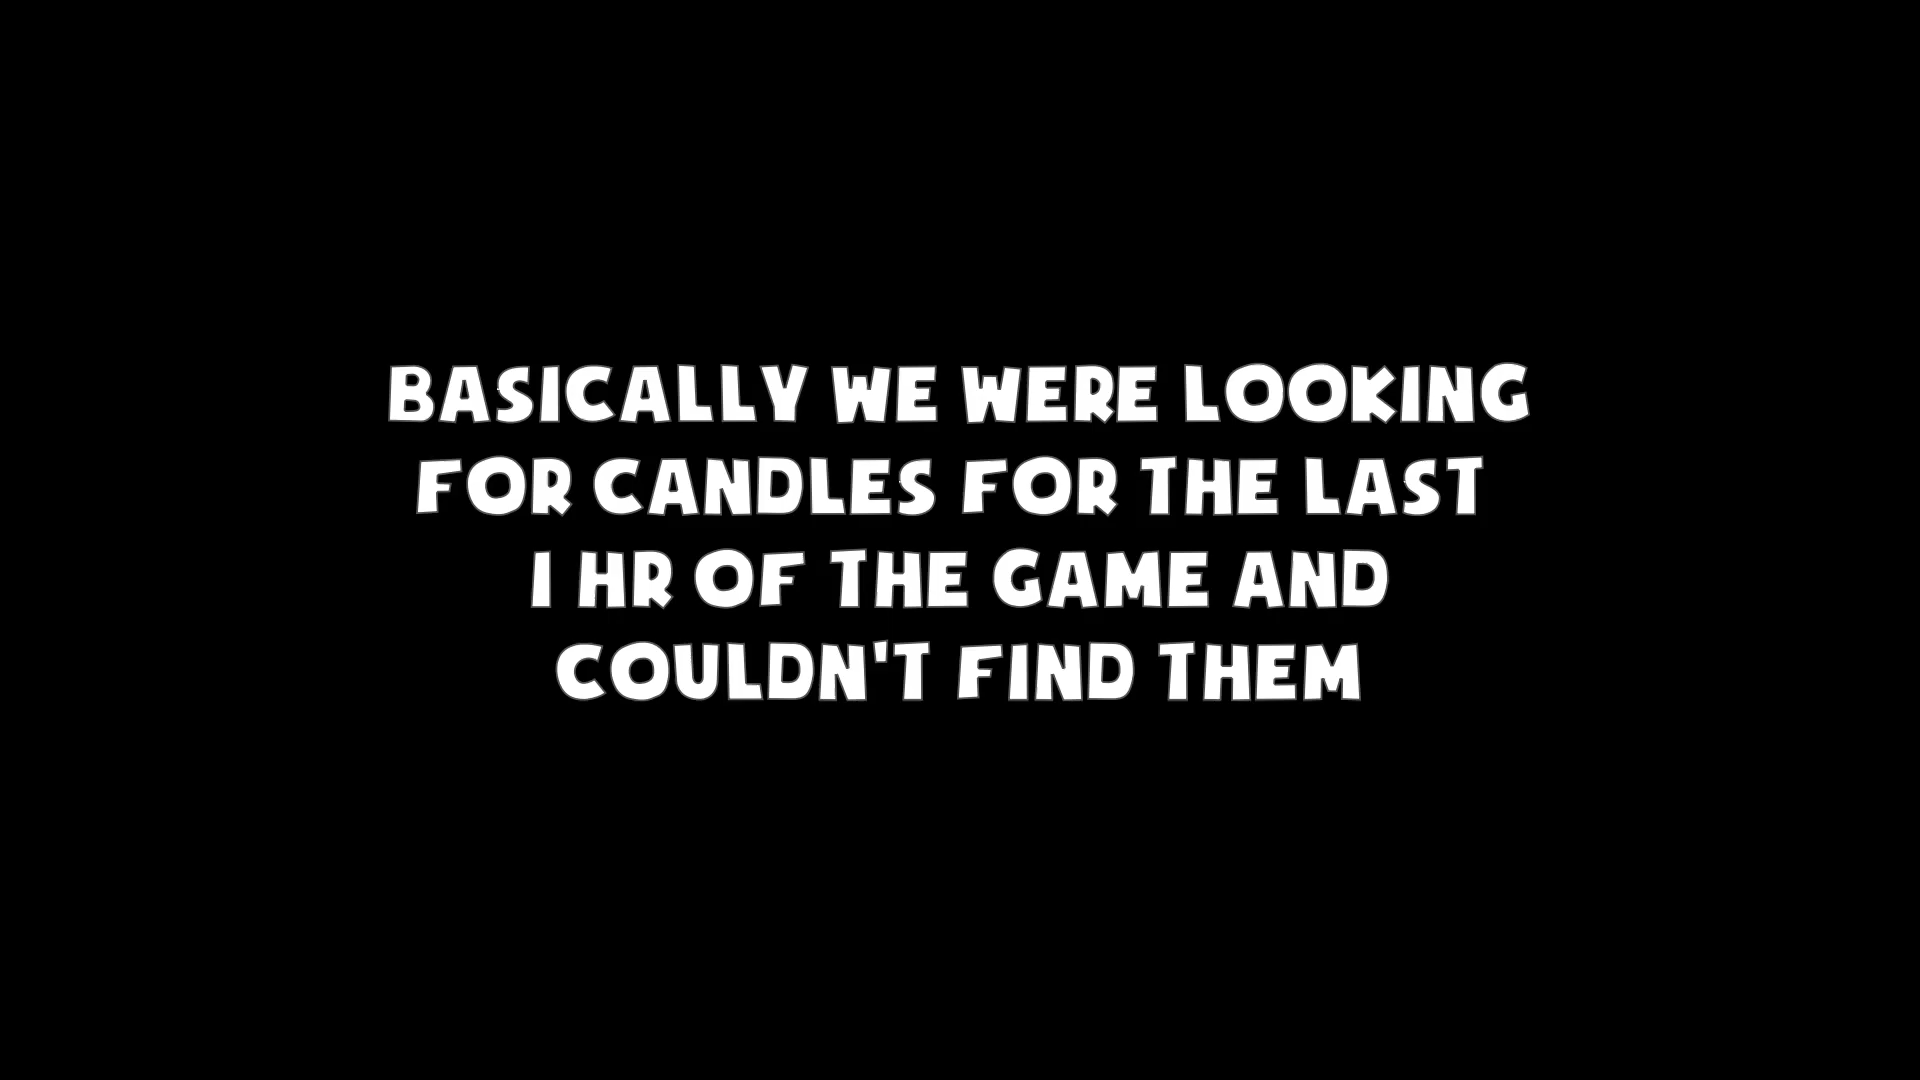 BASICALLY WE WERE LOOKING
FOR CANDLES FOR THE LAST
1 HR OF THE GAME AND
COULDN'T FIND THEM